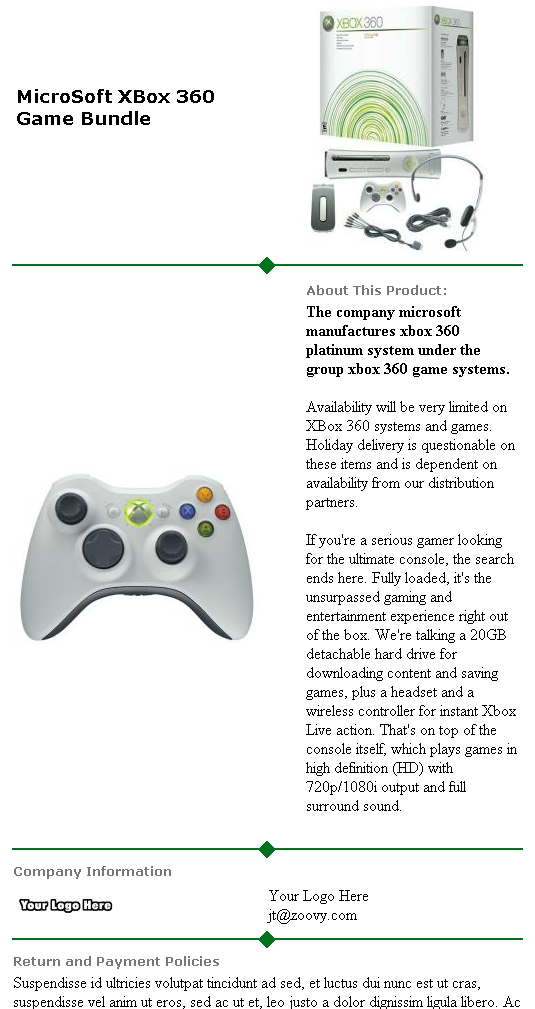 XBOX 360
MicroSoft XBox 360
Game Bundle
About This Product:
The company microsoft
manufactures xbox 360
platinum system under the
group xbox 360 game systems.
Availability will be very limited on
XBox 360 systems and games.
Holiday delivery is questionable on
these items and is dependent on
availability from our distribution
partners.
If you're a serious gamer looking
for the ultimate console, the search
ends here. Fully loaded, it's the
unsurpassed gaming and
entertainment experience right out
of the box. We're talking a 20GB
detachable hard drive for
downloading content and saving
games, plus a headset and a
wireless controller for instant Xbox
Live action. That's on top of the
console itself, which plays games in
high definition (HD) with
720p/1080i output and full
surround sound.
Company Information
Your Logo Here
Your Logo Here
jt@zoovy.com
Return and Payment Policies
Suspendisse id ultricies volutpat tincidunt ad sed, et luctus dui nunc est ut cras,
suspendisse vel anim ut eros, sed ac ut et, leo justo a dolor dignissim ligula libero. Ac